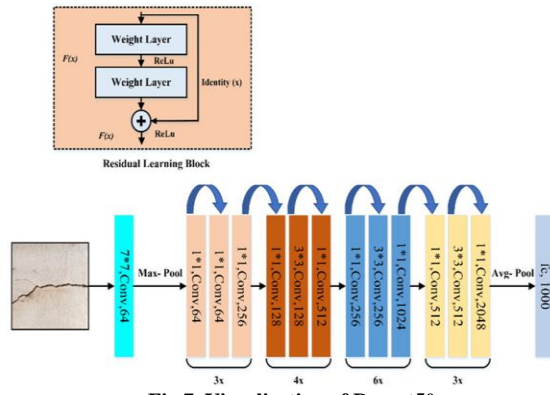 Weight Layer
F(x)
ReLu
Weight Layer
Identity (x)
+
F(x)
ReLu
Residual Learning Block
7*7,Conv,64
Max- Pool
1*1,Conv,64
1*1,Conv,64
1*1,Conv,256
1*1,Conv,128
3*3,Conv,128
1*1,Conv,512
1*1,Conv,256
3*3,Conv,256
1*1,Conv,1024
1*1,Conv,512
3*3,Conv,512
1*1,Conv,2048
Avg- Pool
fc, 1000
3x
4x
6x
3x